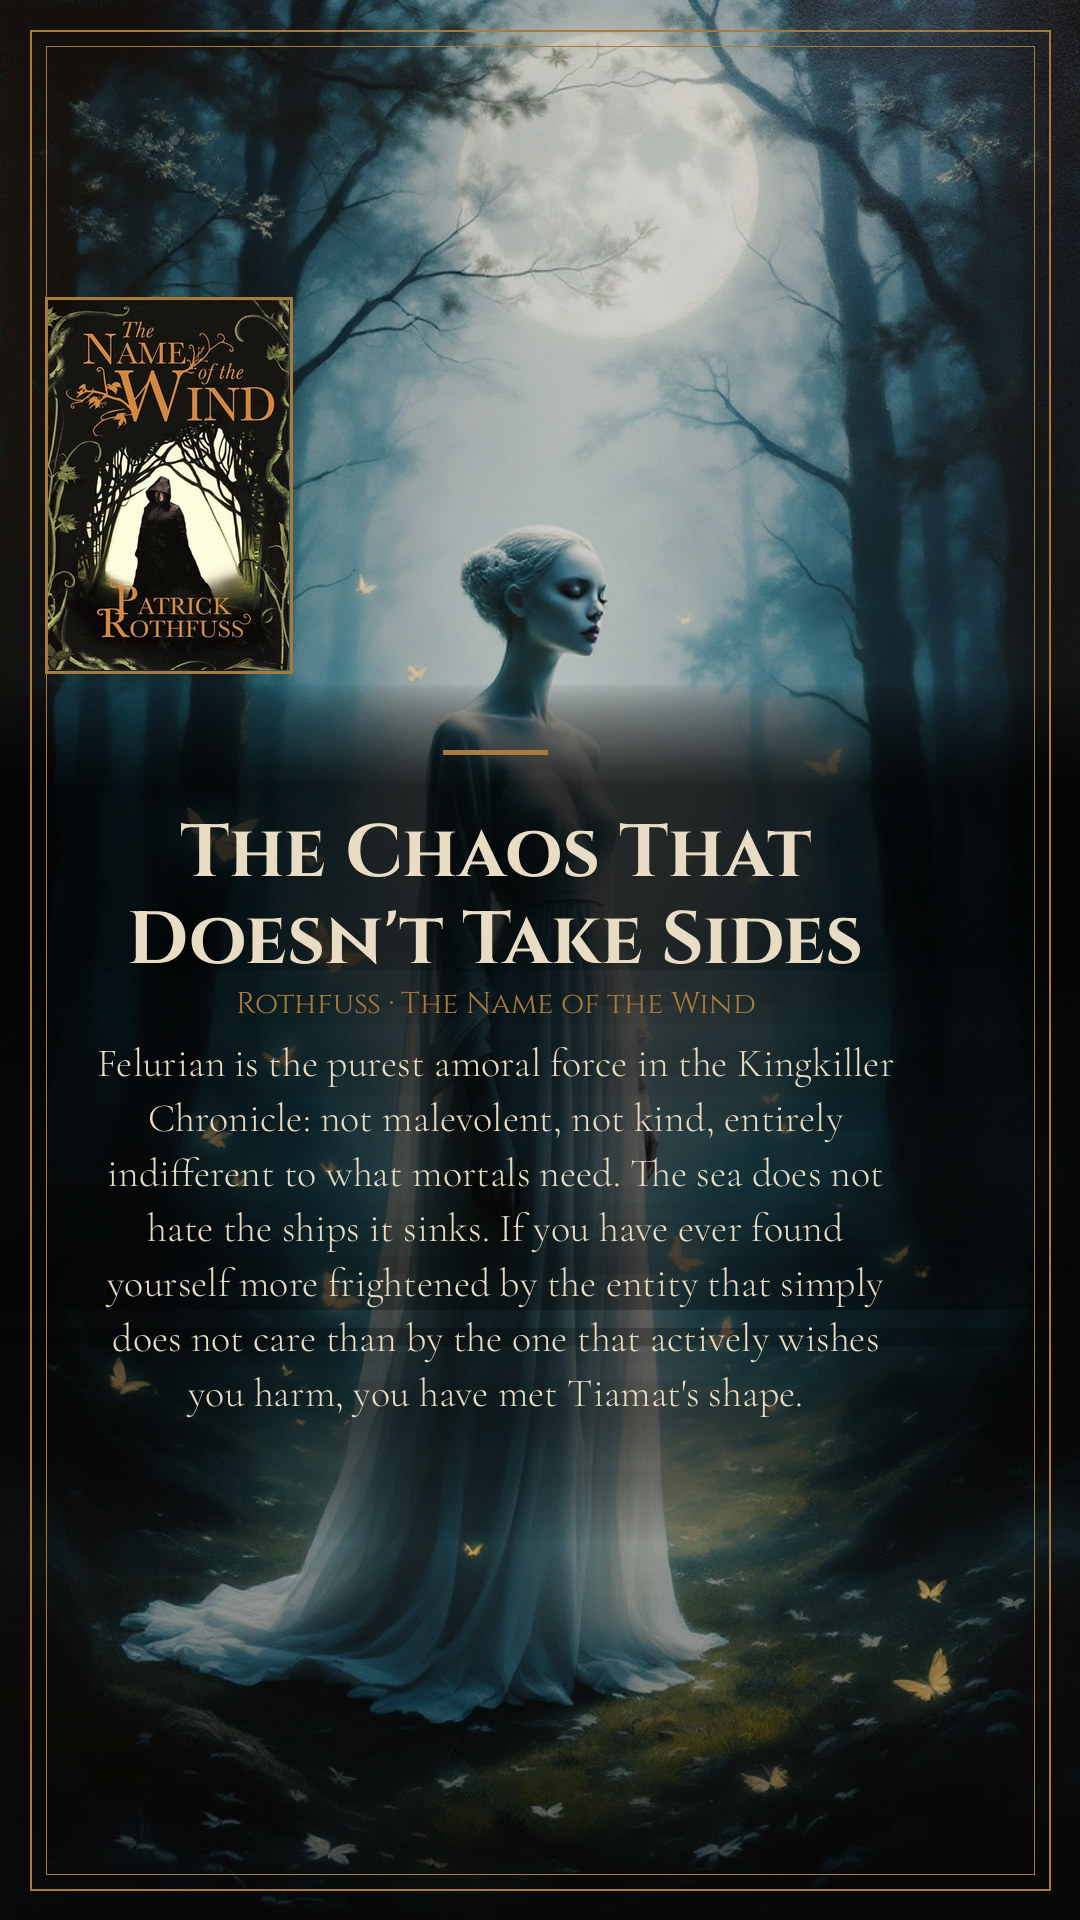 The
NAME
of the
WIND
PATRICK
ROTHFUSS
THE CHAOS THAT
DOESN'T TAKE SIDES
ROTHFUSS · THE NAME OF THE WIND
Felurian is the purest amoral force in the Kingkiller
Chronicle: not malevolent, not kind, entirely
indifferent to what mortals need. The sea does not
hate the ships it sinks. If you have ever found
yourself more frightened by the entity that simply
does not care than by the one that actively wishes
you harm, you have met Tiamat's shape.